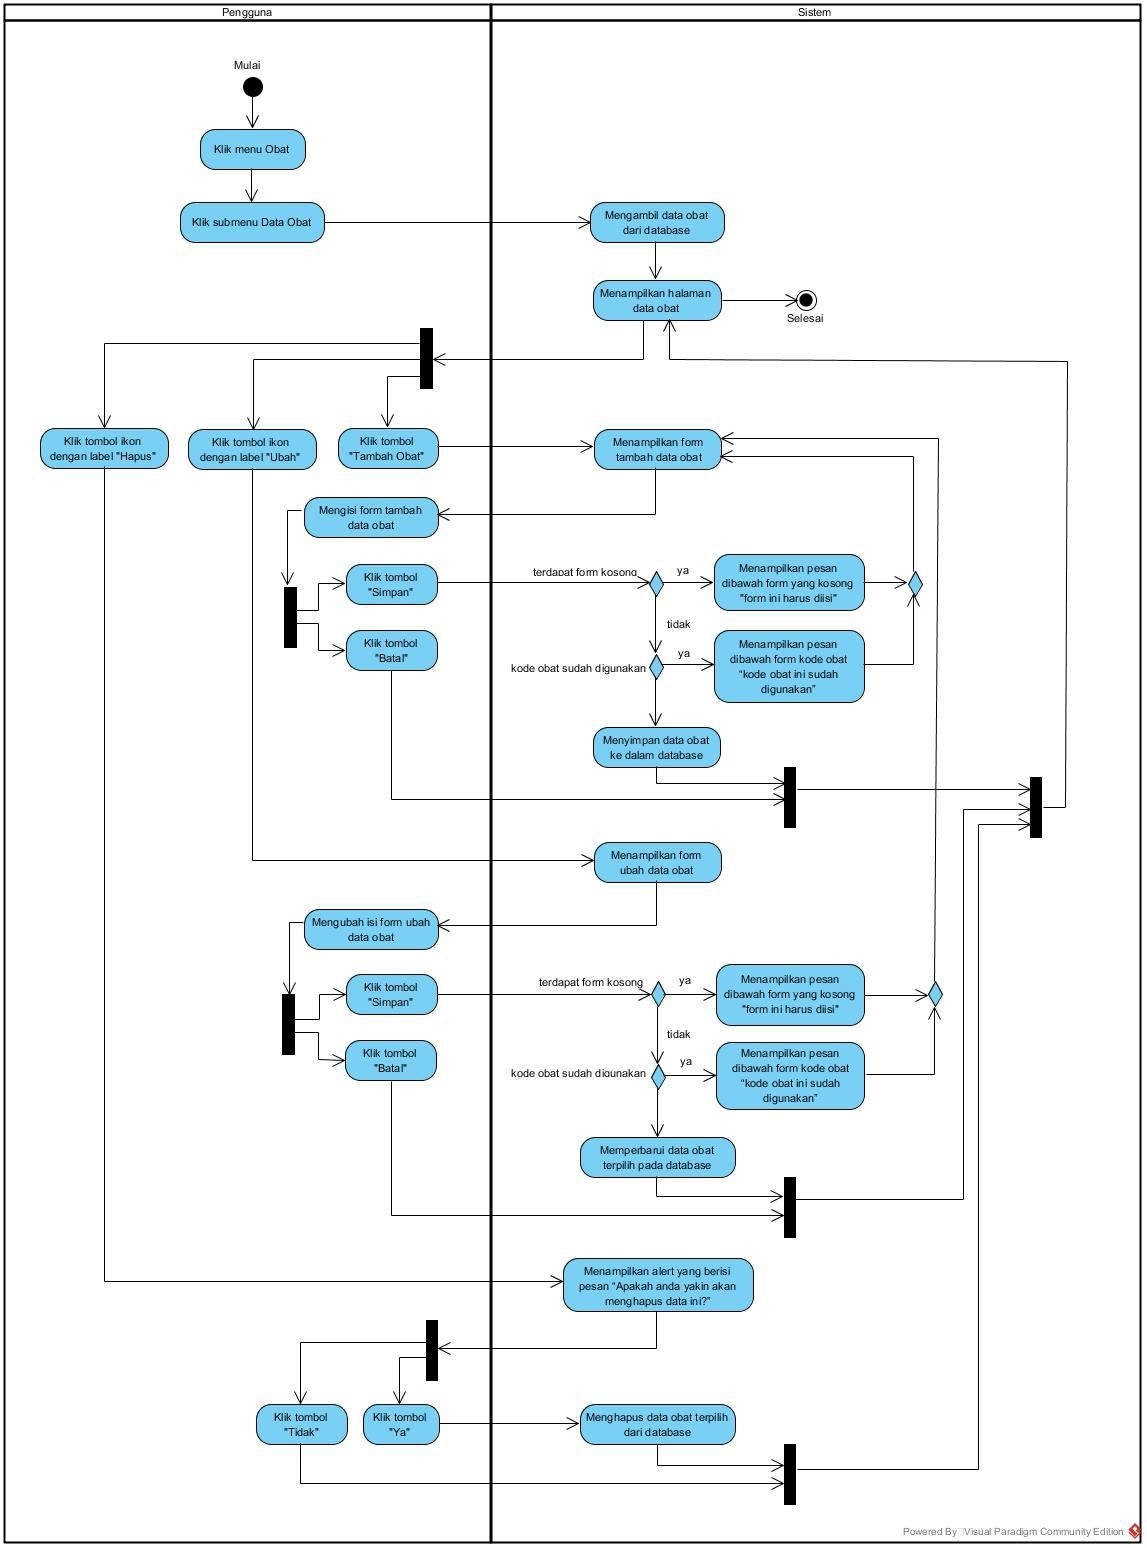 Pengguna
Sistem
Mulai
Klik menu Obat
Klik submenu Data Obat
Mengambil data obat
dari database
Menampilkan halaman
data obat
Selesai
Klik tombol ikon
dengan label "Hapus"
Klik tombol ikon
dengan label "Ubah"
Klik tombol
"Tambah Obat"
Menampilkan form
tambah data obat
Mengisi form tambah
data obat
Klik tombol
"Simpan"
terdapat form kosong
ya
Menampilkan pesan
dibawah form yang kosong
"form ini harus diisi"
tidak
Klik tombol
"Batal"
kode obat sudah digunakan
ya
Menampilkan pesan
dibawah form kode obat
“kode obat ini sudah
digunakan”
Menyimpan data obat
ke dalam database
Menampilkan form
ubah data obat
Mengubah isi form ubah
data obat
Klik tombol
"Simpan"
terdapat form kosong
ya
Menampilkan pesan
dibawah form yang kosong
"form ini harus diisi"
tidak
Klik tombol
"Batal"
kode obat sudah digunakan
ya
Menampilkan pesan
dibawah form kode obat
“kode obat ini sudah
digunakan”
Memperbarui data obat
terpilih pada database
Menampilkan alert yang berisi
pesan “Apakah anda yakin akan
menghapus data ini?”
Klik tombol
"Tidak"
Klik tombol
"Ya"
Menghapus data obat terpilih
dari database
Powered By Visual Paradigm Community Edition